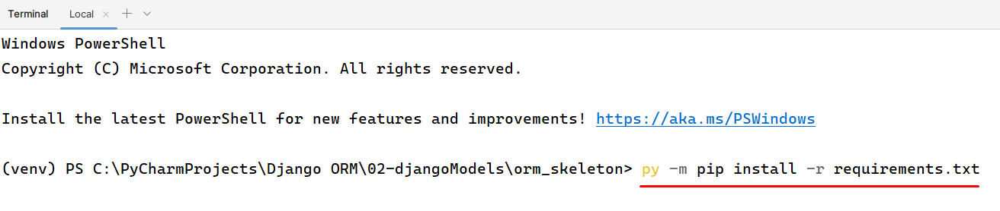 Terminal Local
Windows PowerShell
Copyright (C) Microsoft Corporation. All rights reserved.
Install the latest PowerShell for new features and improvements! https://aka.ms/PSWindows
(venv) PS C:\PyCharmProjects\Django ORM\02-djangoModels\orm_skeleton> py -m pip install -r requirements.txt